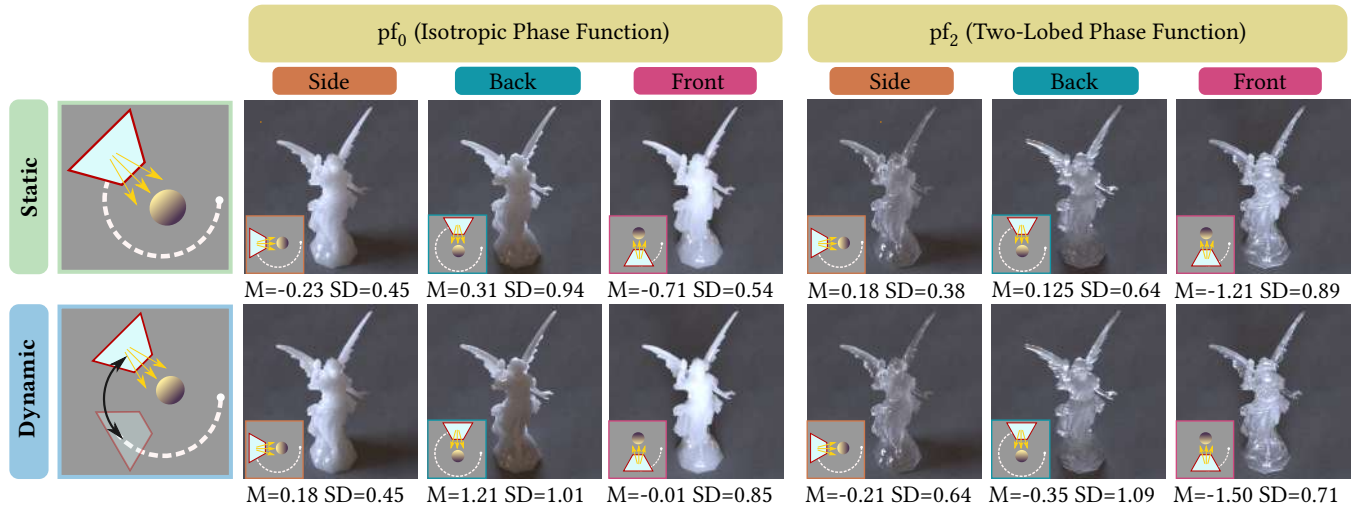 pf₀ (Isotropic Phase Function)
pf₂ (Two-Lobed Phase Function)
Side
Back
Front
Side
Back
Front
Static
M=-0.23 SD=0.45
M=0.31 SD=0.94
M=-0.71 SD=0.54
M=0.18 SD=0.38
M=0.125 SD=0.64
M=-1.21 SD=0.89
Dynamic
M=0.18 SD=0.45
M=1.21 SD=1.01
M=-0.01 SD=0.85
M=-0.21 SD=0.64
M=-0.35 SD=1.09
M=-1.50 SD=0.71